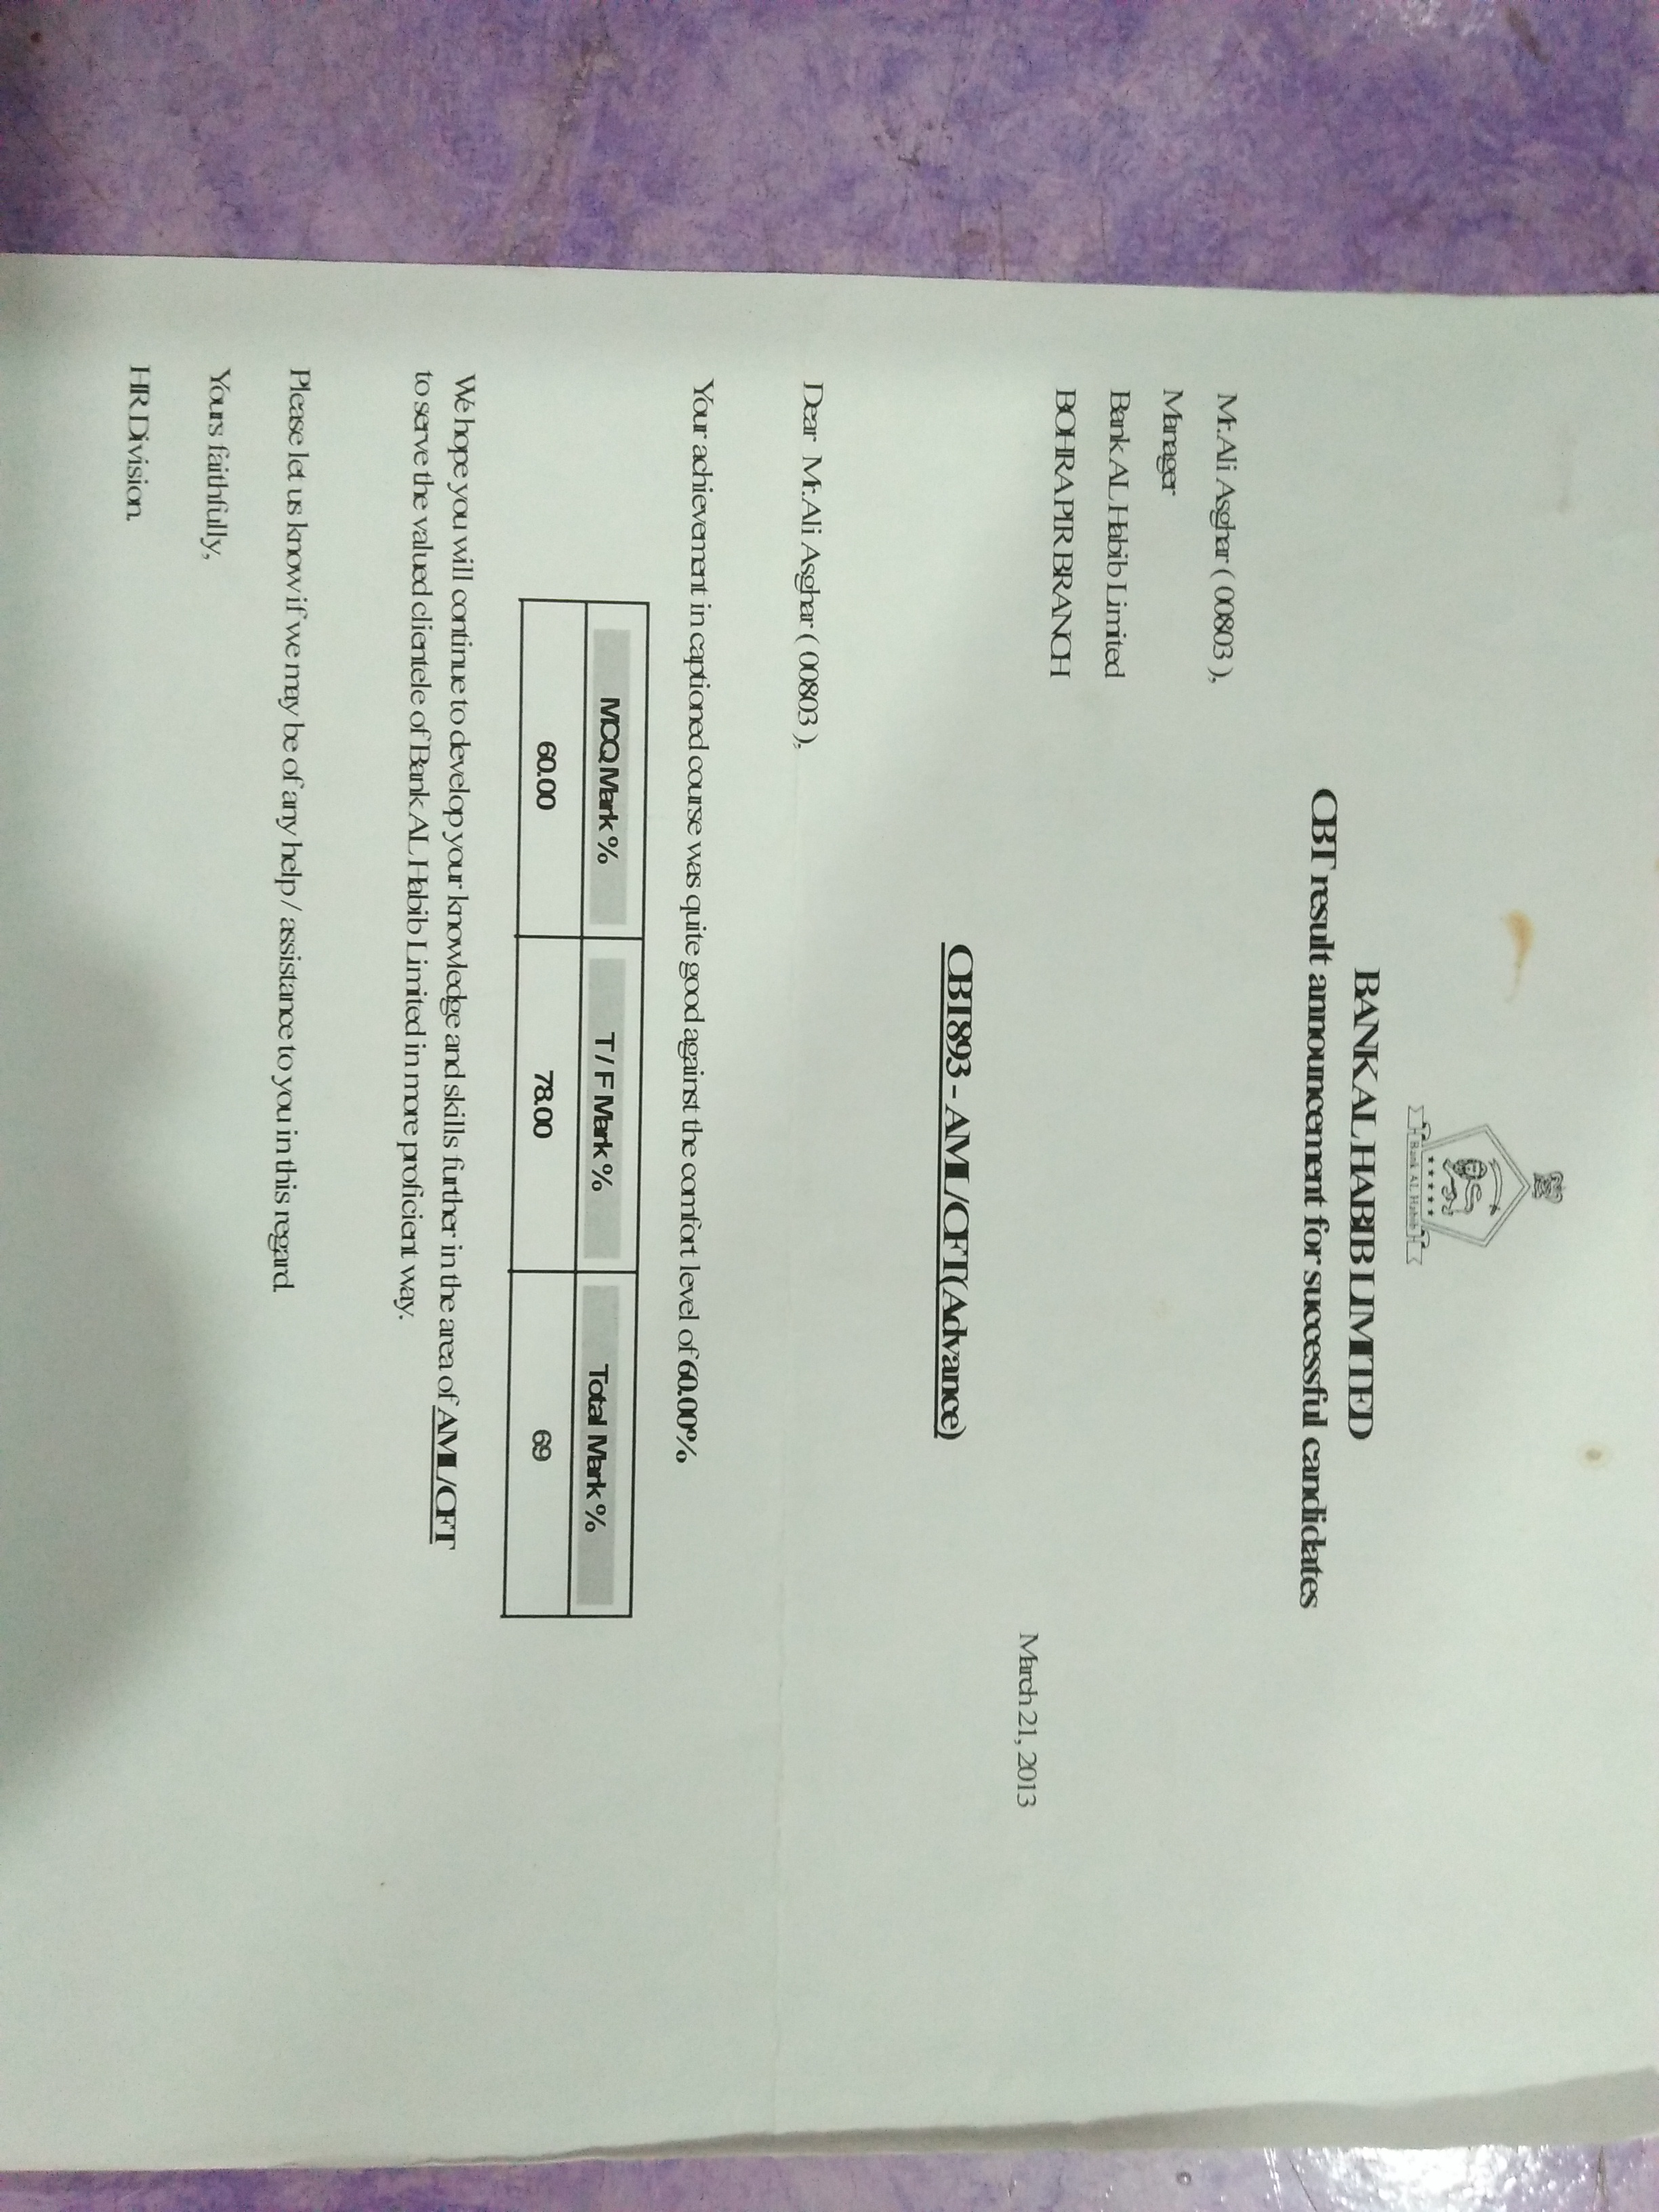 Bank AL Habib
BANK AL HABIB LIMITED
CBT result announcement for successful candidates
Mr.Ali Asghar ( 00803 ),
Manager
Bank AL Habib Limited
BOHRA PIR BRANCH
March 21, 2013
CBT893 - AML/CFT(Advance)
Dear Mr.Ali Asghar ( 00803 ),
Your achievement in captioned course was quite good against the comfort level of 60.00%
MCQ Mark % T / F Mark % Total Mark %
60.00 78.00 69
We hope you will continue to develop your knowledge and skills further in the area of AML/CFT
to serve the valued clientele of Bank AL Habib Limited in more proficient way.
Please let us know if we may be of any help / assistance to you in this regard.
Yours faithfully,
HR Division.